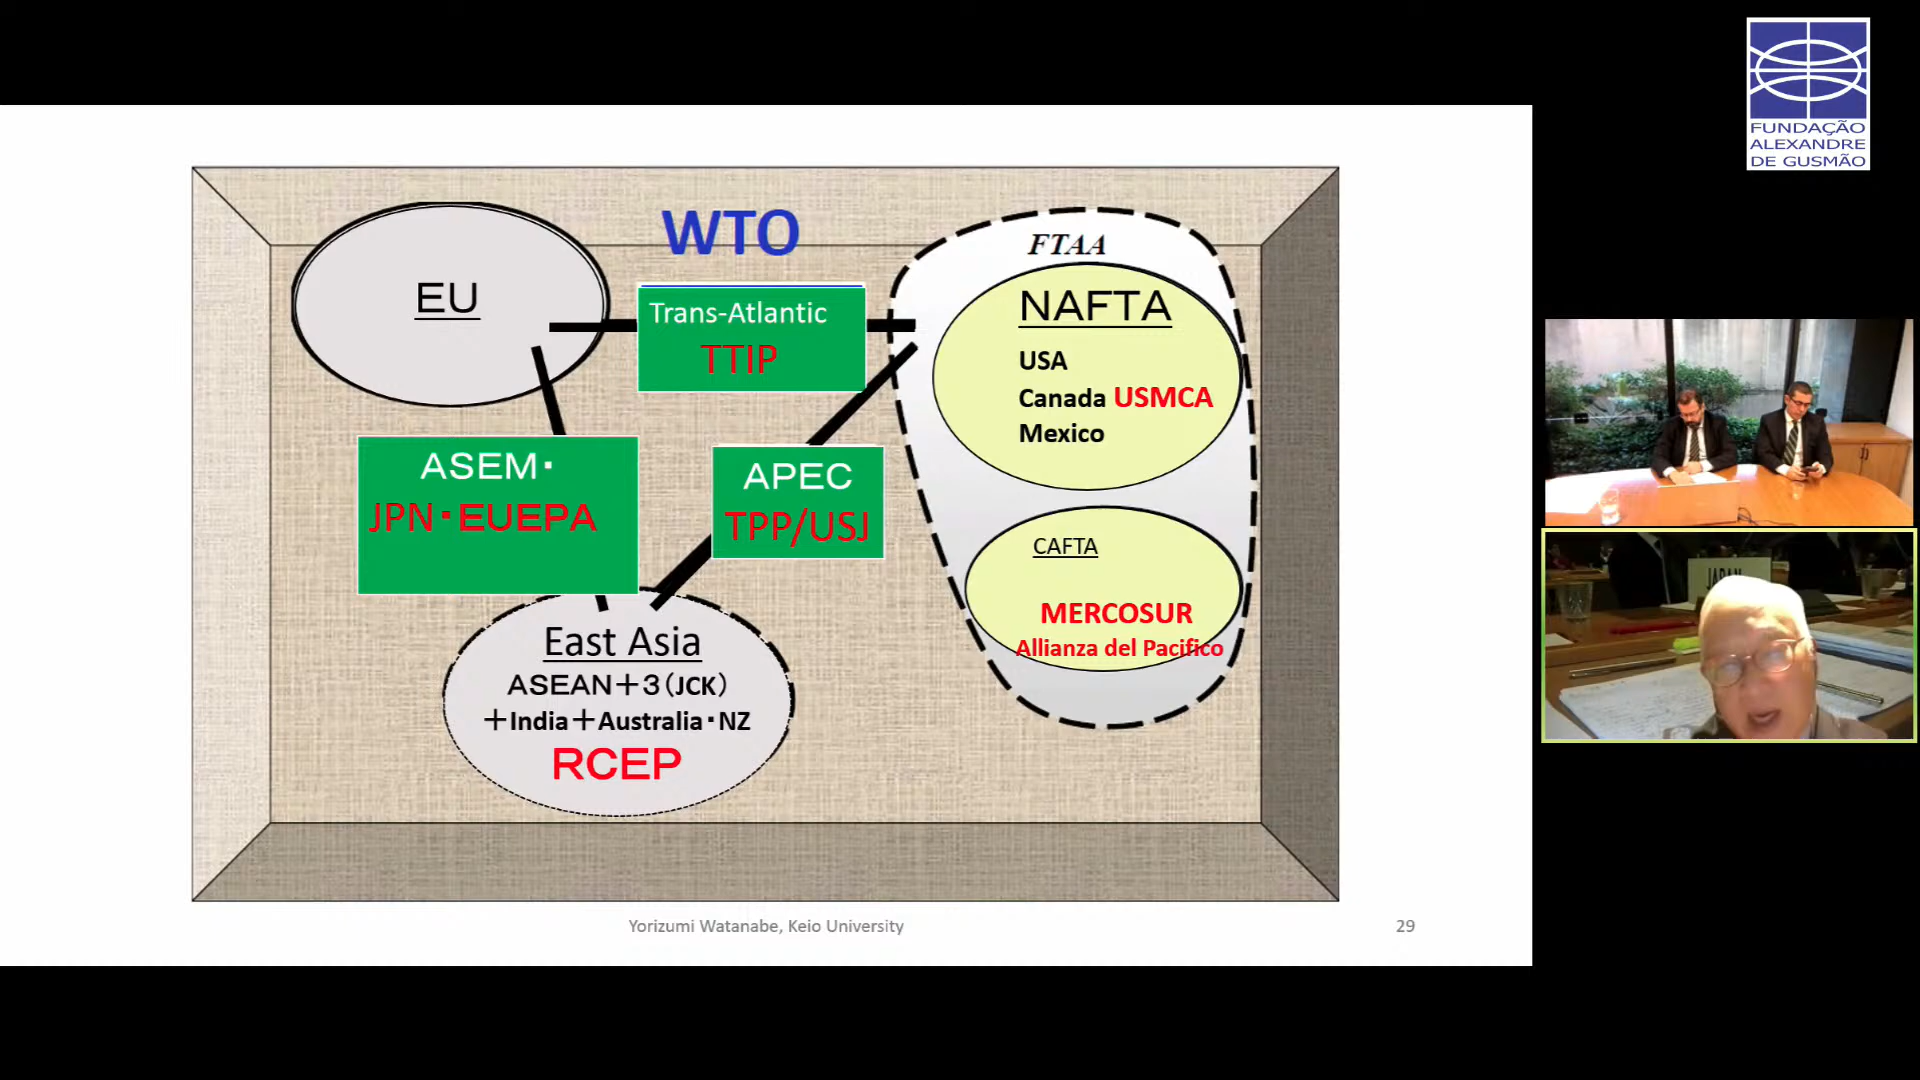 FUNDAÇÃO
ALEXANDRE
DE GUSMÃO
WTO
EU
Trans-Atlantic
TTIP
FTAA
NAFTA
USA
Canada USMCA
Mexico
ASEM・
JPN・EUEPA
APEC
TPP/USJ
CAFTA
MERCOSUR
Allianza del Pacifico
East Asia
ASEAN＋3（JCK）
＋India＋Australia・NZ
RCEP
JAPAN
Yorizumi Watanabe, Keio University
29